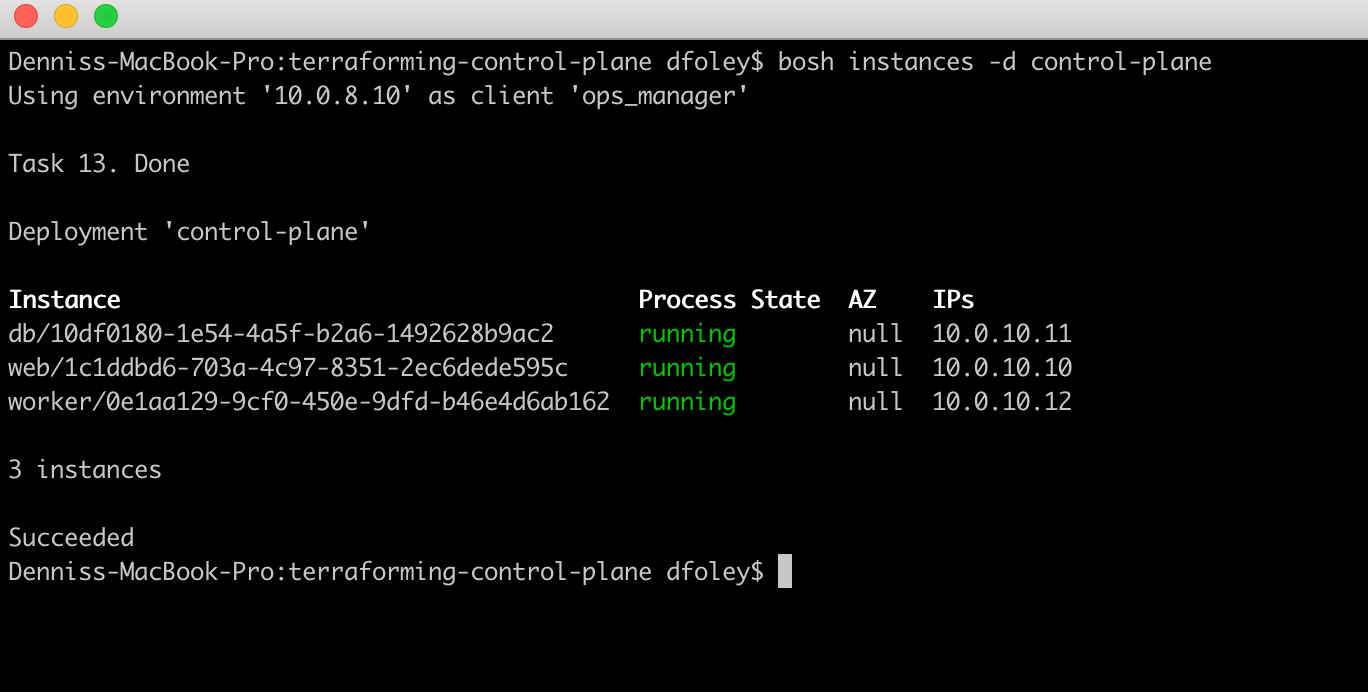 Denniss-MacBook-Pro:terraforming-control-plane dfoley$ bosh instances -d control-plane
Using environment '10.0.8.10' as client 'ops_manager'
Task 13. Done
Deployment 'control-plane'
Instance Process State AZ IPs
db/10df0180-1e54-4a5f-b2a6-1492628b9ac2 running null 10.0.10.11
web/1c1ddbd6-703a-4c97-8351-2ec6dede595c running null 10.0.10.10
worker/0e1aa129-9cf0-450e-9dfd-b46e4d6ab162 running null 10.0.10.12
3 instances
Succeeded
Denniss-MacBook-Pro:terraforming-control-plane dfoley$